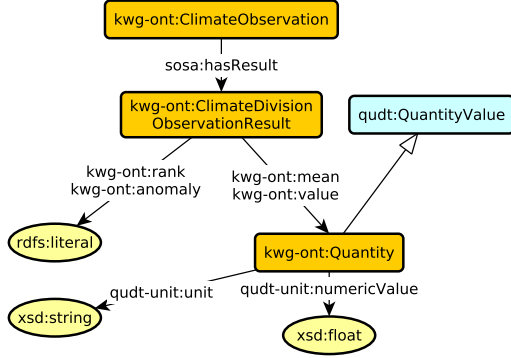 kwg-ont:ClimateObservation
sosa:hasResult
kwg-ont:ClimateDivision
ObservationResult
qudt:QuantityValue
kwg-ont:rank
kwg-ont:anomaly
kwg-ont:mean
kwg-ont:value
rdfs:literal
kwg-ont:Quantity
qudt-unit:unit
qudt-unit:numericValue
xsd:string
xsd:float